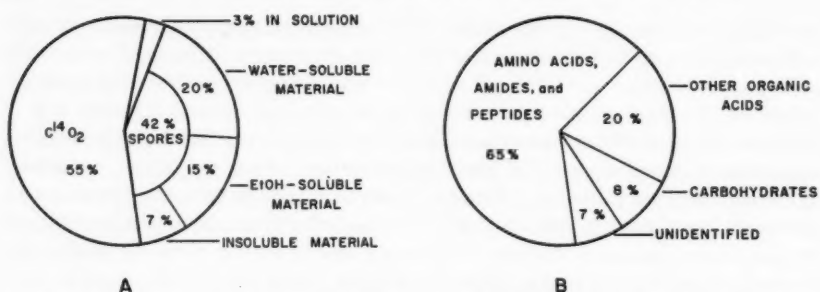 3% IN SOLUTION
WATER-SOLUBLE
MATERIAL
20%
42%
SPORES
C14O2
55%
15%
EtOH-SOLUBLE
MATERIAL
7%
INSOLUBLE MATERIAL
A
AMINO ACIDS,
AMIDES, and
PEPTIDES
65%
OTHER ORGANIC
ACIDS
20 %
8 %
CARBOHYDRATES
7%
UNIDENTIFIED
B